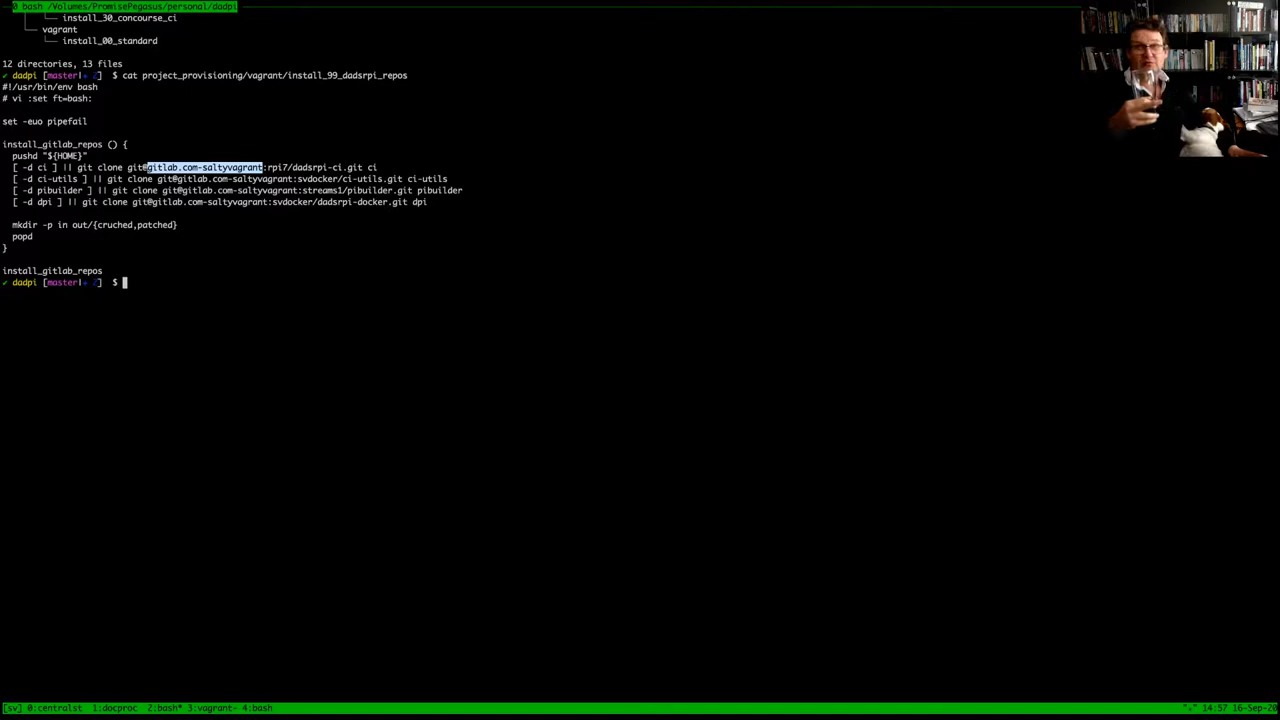 0 bash /Volumes/PromisePegasus/personal/dadpi
└── install_30_concourse_ci
└── vagrant
└── install_00_standard
12 directories, 13 files
✔ dadpi [master|✚ 2]  $ cat project_provisioning/vagrant/install_99_dadsrpi_repos
#!/usr/bin/env bash
# vi :set ft=bash:
set -euo pipefail
install_gitlab_repos () {
pushd "${HOME}"
[ -d ci ] || git clone git@gitlab.com-saltyvagrant:rpi7/dadsrpi-ci.git ci
[ -d ci-utils ] || git clone git@gitlab.com-saltyvagrant:svdocker/ci-utils.git ci-utils
[ -d pibuilder ] || git clone git@gitlab.com-saltyvagrant:streams1/pibuilder.git pibuilder
[ -d dpi ] || git clone git@gitlab.com-saltyvagrant:svdocker/dadsrpi-docker.git dpi
mkdir -p in out/{cruched,patched}
popd
}
install_gitlab_repos
✔ dadpi [master|✚ 2]  $
[sv] 0:centralst  1:docproc  2:bash* 3:vagrant- 4:bash
14:57 16-Sep-20